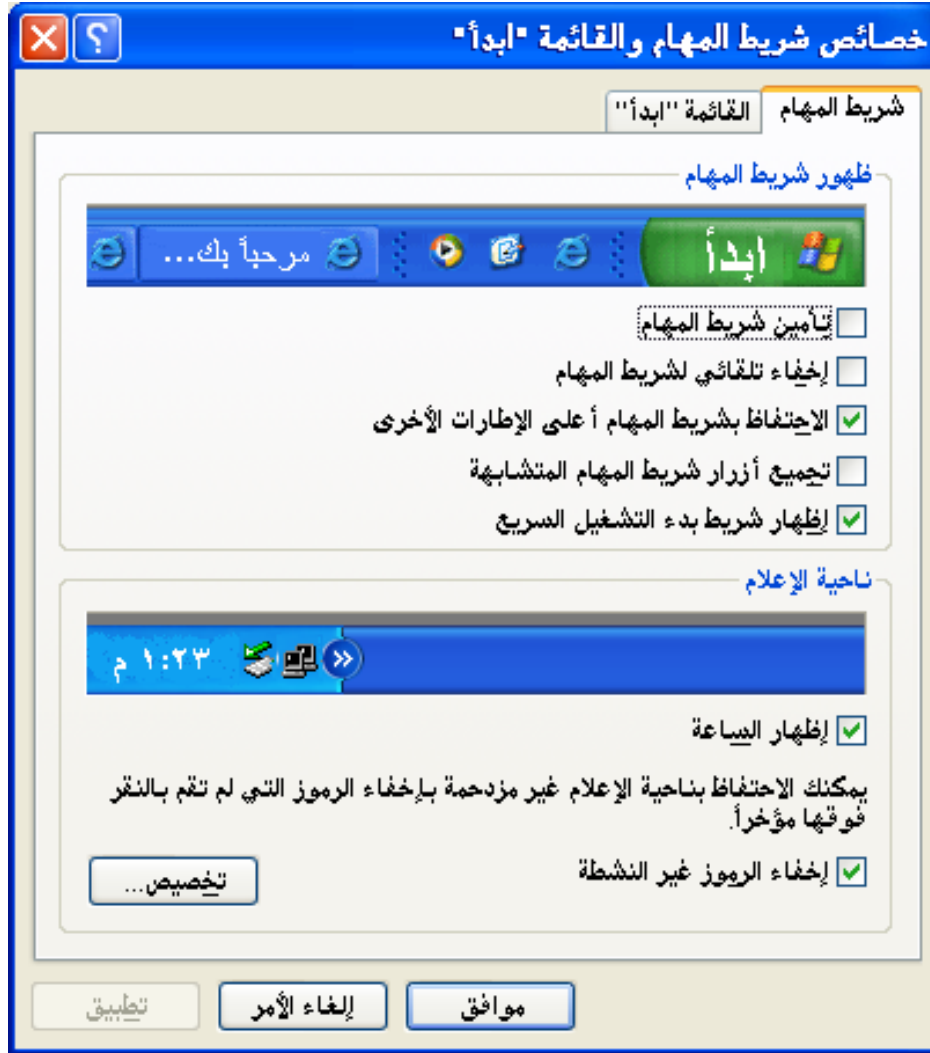 خصائص شريط المهام والقائمة "ابدأ"
شريط المهام
القائمة "ابدأ"
ظهور شريط المهام
ابدأ
مرحباً بك...
تأمين شريط المهام
إخفاء تلقائي لشريط المهام
الاحتفاظ بشريط المهام أعلى الإطارات الأخرى
تجميع أزرار شريط المهام المتشابهة
إظهار شريط بدء التشغيل السريع
ناحية الإعلام
١:٢٣ م
إظهار الساعة
يمكنك الاحتفاظ بناحية الإعلام غير مزدحمة بإخفاء الرموز التي لم تقم بالنقر
فوقها مؤخراً.
إخفاء الرموز غير النشطة
تخصيص...
موافق
إلغاء الأمر
تطبيق